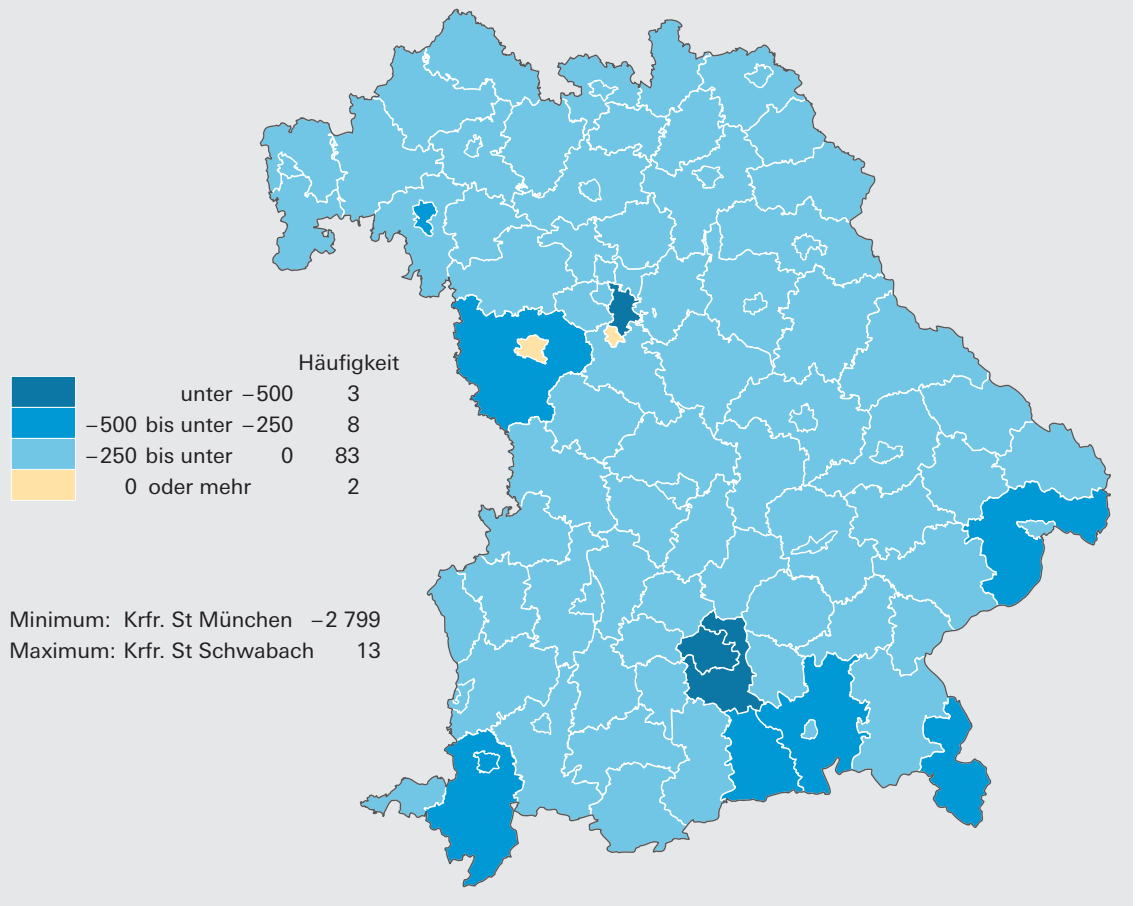 Häufigkeit
unter –500 3
–500 bis unter –250 8
–250 bis unter 0 83
0 oder mehr 2
Minimum: Krfr. St München –2 799
Maximum: Krfr. St Schwabach 13